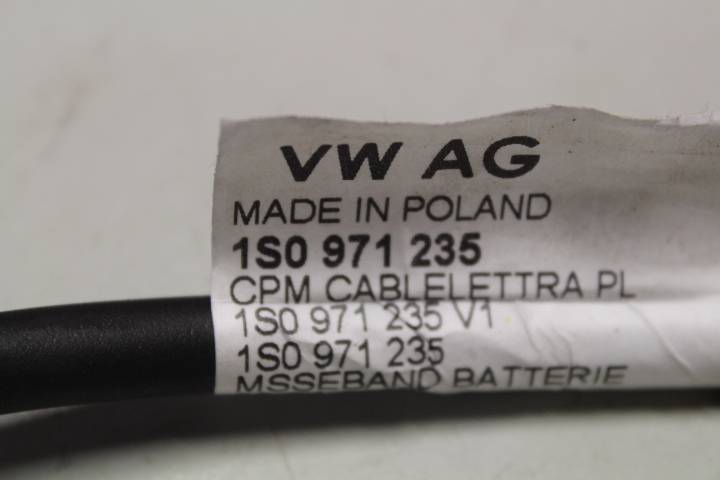 VW AG
MADE IN POLAND
1S0 971 235
CPM CABLELETTRA PL
1S0 971 235 V1
1S0 971 235
MSSEBAND BATTERIE